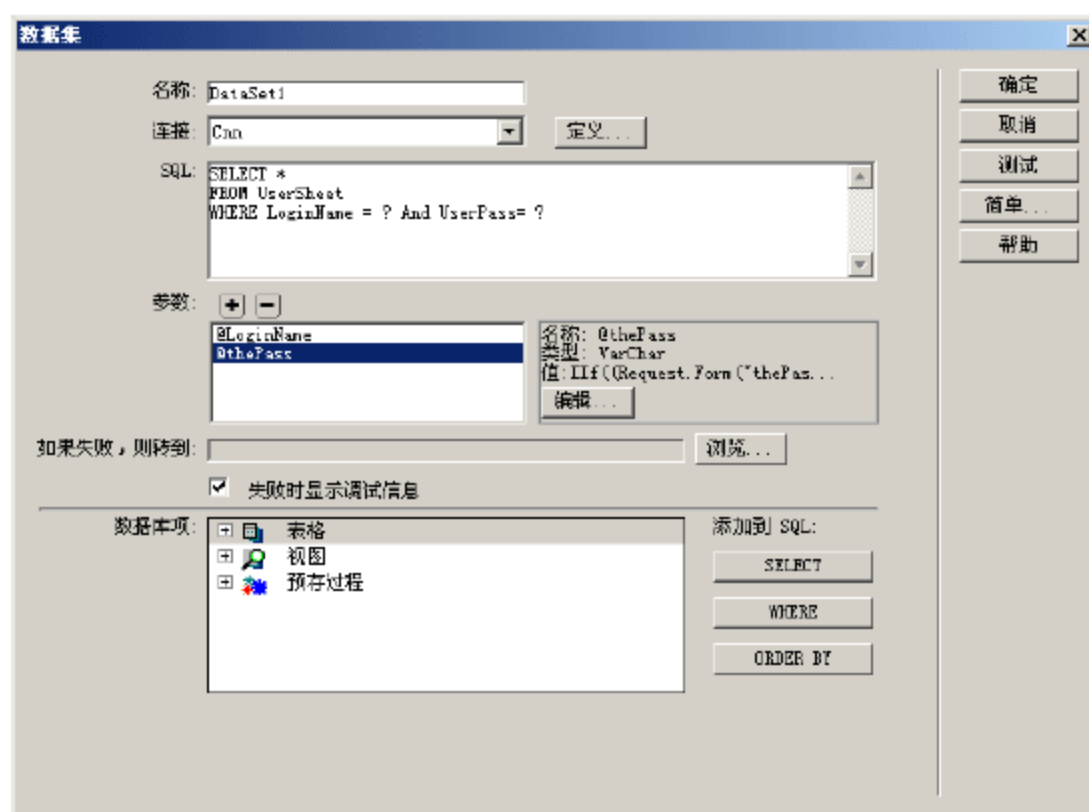 数据集
名称: DataSet1
确定
连接: Cnn
定义...
取消
SQL: SELECT *
FROM UserSheet
WHERE LoginName = ? And UserPass= ?
测试
简单...
帮助
参数:
@LoginName
@thePass
名称: @thePass
类型: VarChar
值:IIf((Request.Form("thePas...
编辑...
如果失败，则转到:
浏览...
失败时显示调试信息
数据库项:
表格
视图
预存过程
添加到 SQL:
SELECT
WHERE
ORDER BY